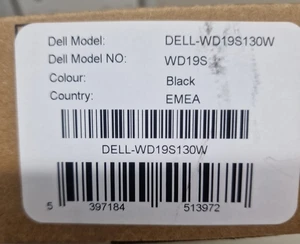 Dell Model: DELL-WD19S130W
Dell Model NO: WD19S
Colour: Black
Country: EMEA
DELL-WD19S130W
5 397184 513972